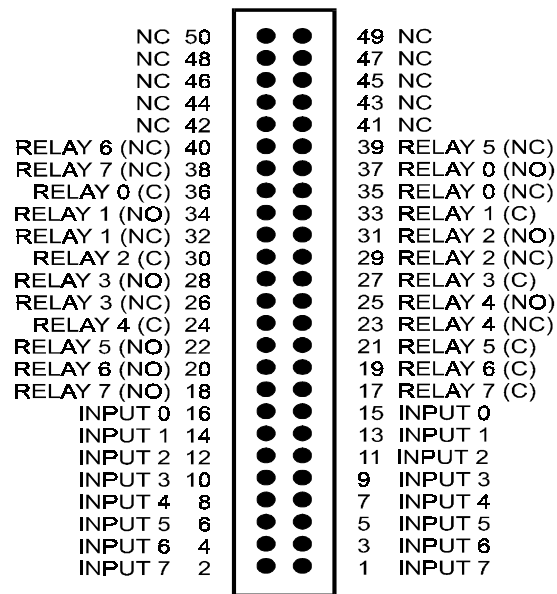 NC 50 49 NC
NC 48 47 NC
NC 46 45 NC
NC 44 43 NC
NC 42 41 NC
RELAY 6 (NC) 40 39 RELAY 5 (NC)
RELAY 7 (NC) 38 37 RELAY 0 (NO)
RELAY 0 (C) 36 35 RELAY 0 (NC)
RELAY 1 (NO) 34 33 RELAY 1 (C)
RELAY 1 (NC) 32 31 RELAY 2 (NO)
RELAY 2 (C) 30 29 RELAY 2 (NC)
RELAY 3 (NO) 28 27 RELAY 3 (C)
RELAY 3 (NC) 26 25 RELAY 4 (NO)
RELAY 4 (C) 24 23 RELAY 4 (NC)
RELAY 5 (NO) 22 21 RELAY 5 (C)
RELAY 6 (NO) 20 19 RELAY 6 (C)
RELAY 7 (NO) 18 17 RELAY 7 (C)
INPUT 0 16 15 INPUT 0
INPUT 1 14 13 INPUT 1
INPUT 2 12 11 INPUT 2
INPUT 3 10 9 INPUT 3
INPUT 4 8 7 INPUT 4
INPUT 5 6 5 INPUT 5
INPUT 6 4 3 INPUT 6
INPUT 7 2 1 INPUT 7